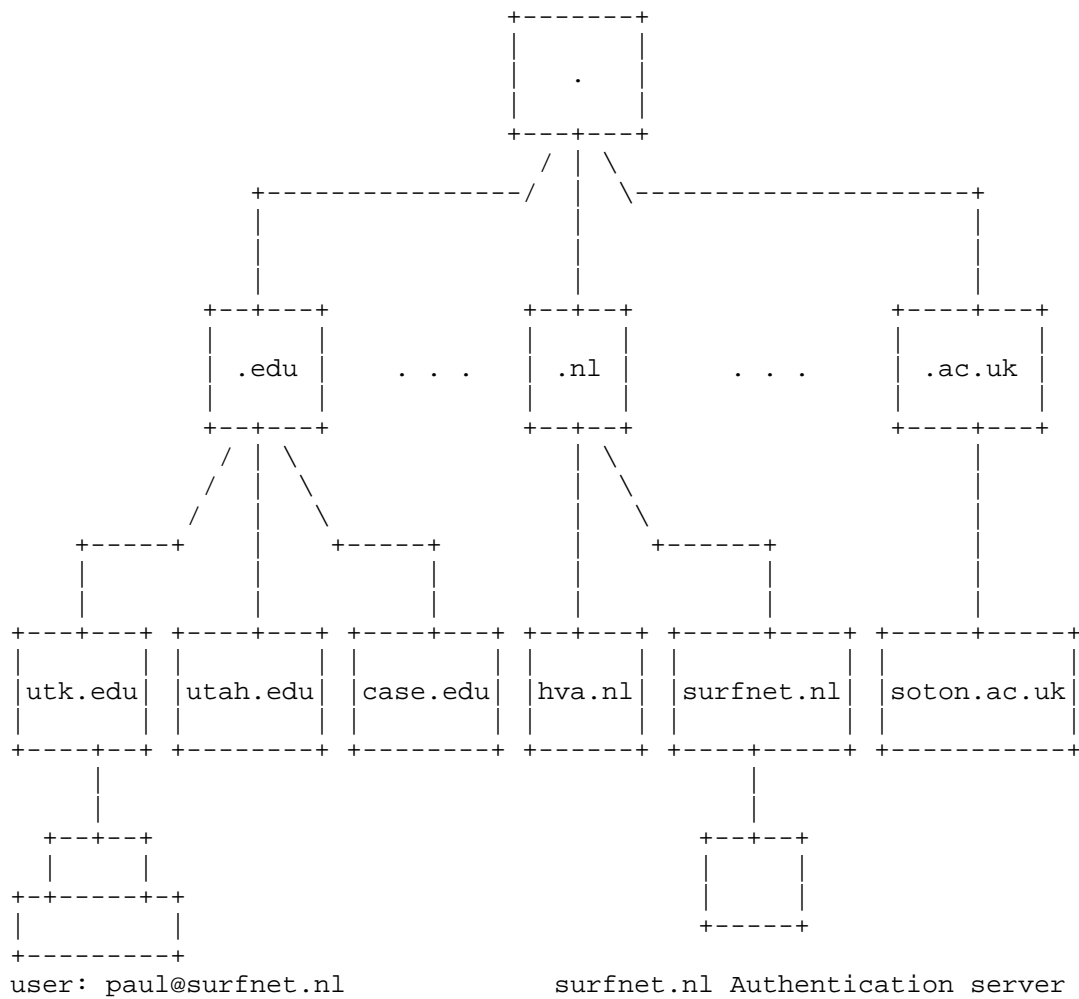 .
.edu . . . .nl . . . .ac.uk
utk.edu utah.edu case.edu hva.nl surfnet.nl soton.ac.uk
user: paul@surfnet.nl surfnet.nl Authentication server